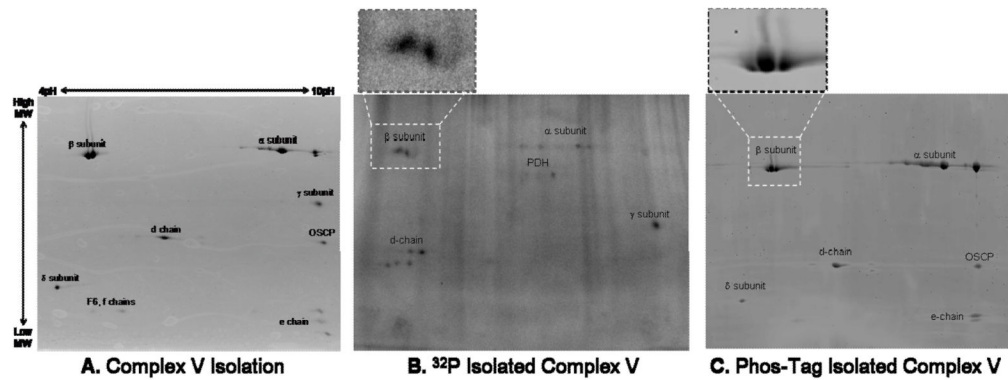 4pH
10pH
High
MW
Low
MW
β subunit
α subunit
γ subunit
d chain
OSCP
δ subunit
F6, f chains
e chain
A. Complex V Isolation
β subunit
α subunit
PDH
γ subunit
d-chain
B. ³²P Isolated Complex V
β subunit
α subunit
d-chain
OSCP
δ subunit
e-chain
C. Phos-Tag Isolated Complex V